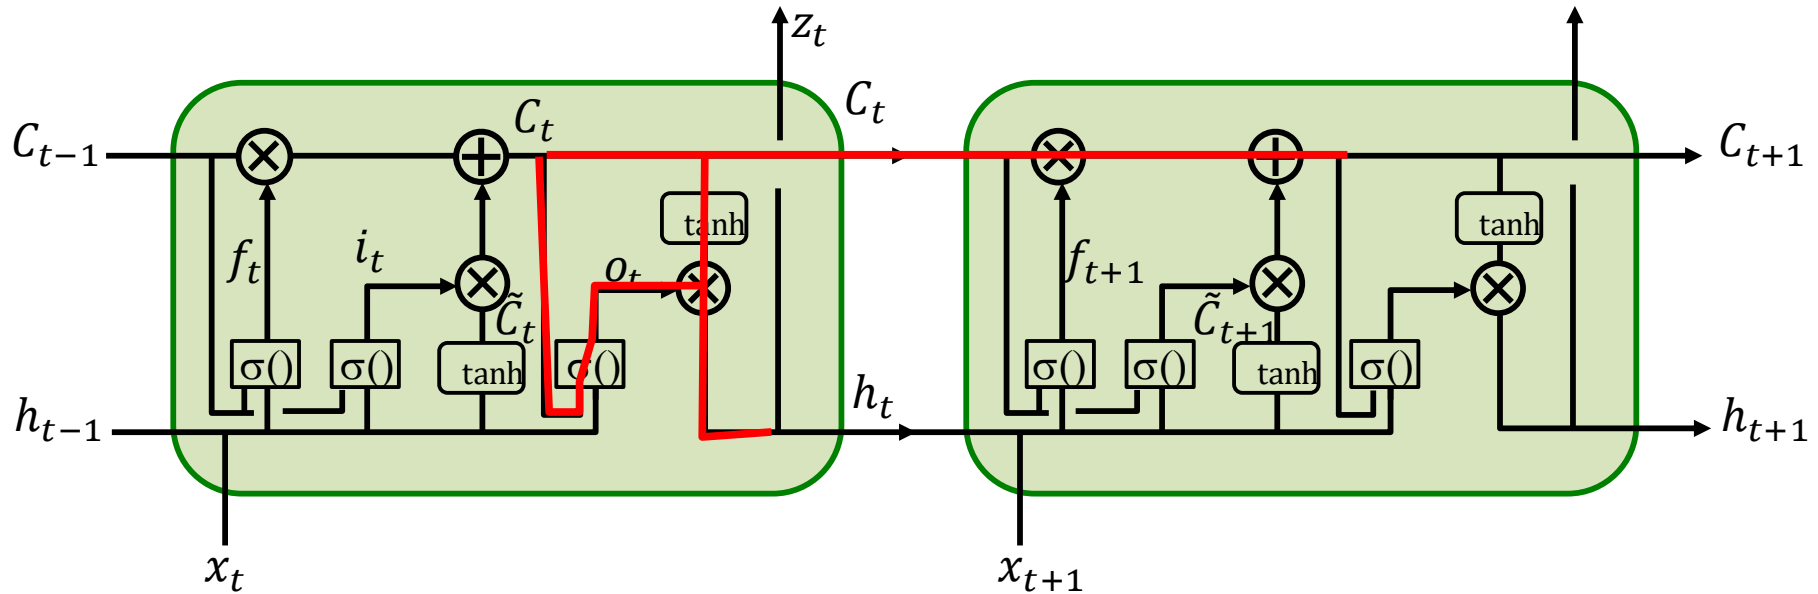 z_t
C_t
C_t
C_{t−1}
C_{t+1}
tanh
tanh
f_t
i_t
o_t
f_{t+1}
C̃_t
C̃_{t+1}
σ()
σ()
tanh
σ()
σ()
σ()
tanh
σ()
h_{t−1}
h_t
h_{t+1}
x_t
x_{t+1}